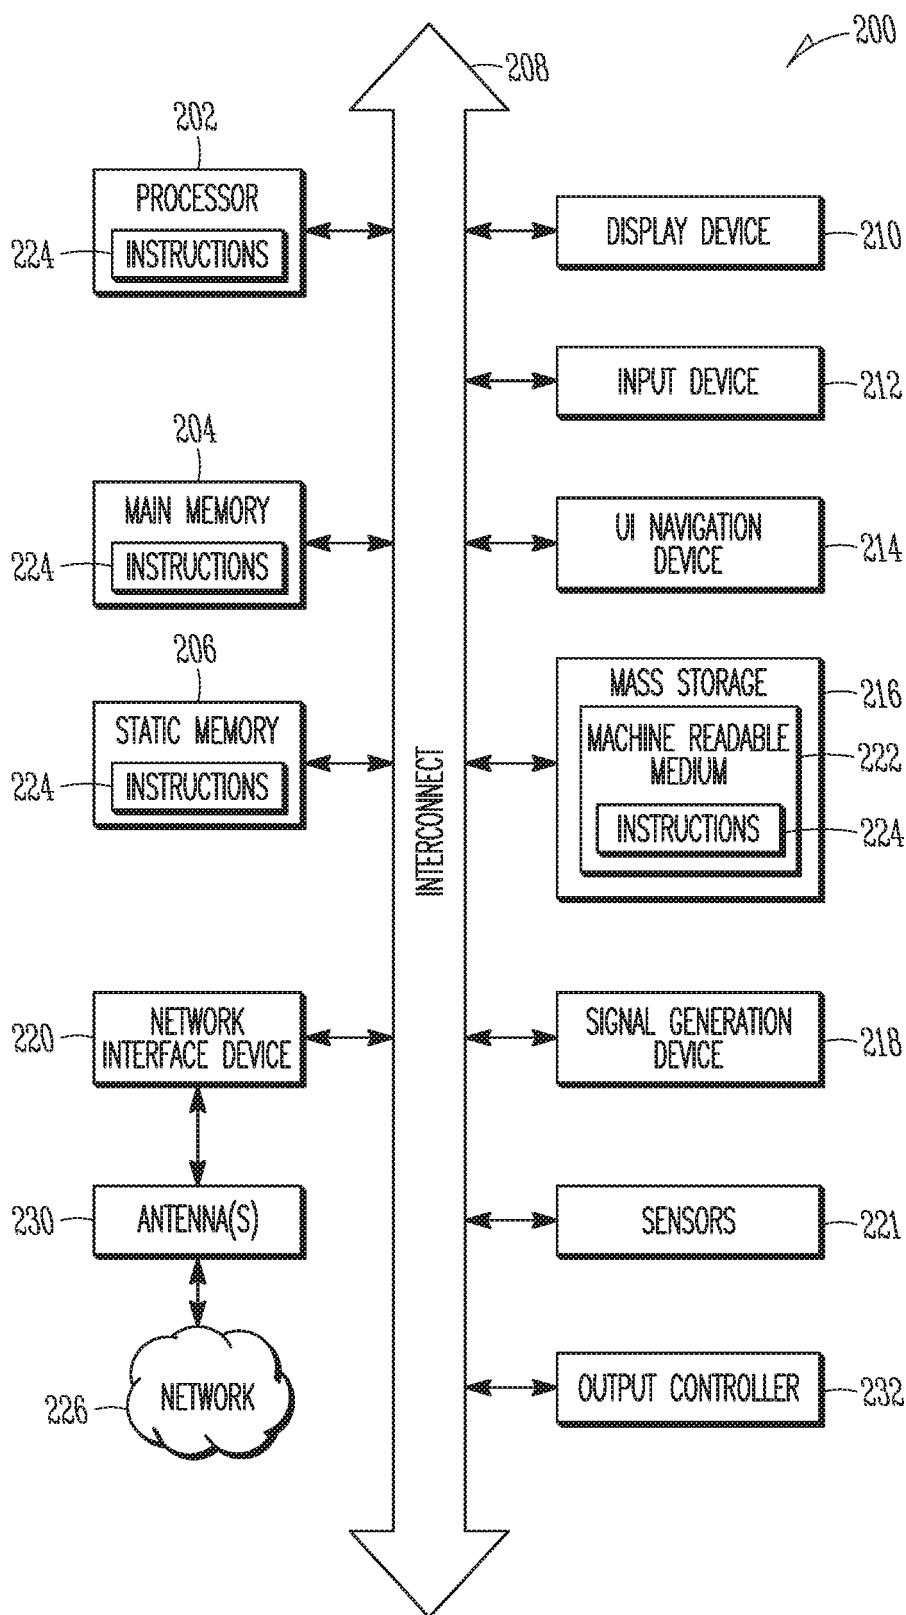 200
208
202
PROCESSOR
224
INSTRUCTIONS
DISPLAY DEVICE
210
INPUT DEVICE
212
204
MAIN MEMORY
224
INSTRUCTIONS
UI NAVIGATION
DEVICE
214
206
STATIC MEMORY
224
INSTRUCTIONS
INTERCONNECT
MASS STORAGE
216
MACHINE READABLE
MEDIUM
222
INSTRUCTIONS
224
220
NETWORK
INTERFACE DEVICE
SIGNAL GENERATION
DEVICE
218
230
ANTENNA(S)
SENSORS
221
226
NETWORK
OUTPUT CONTROLLER
232